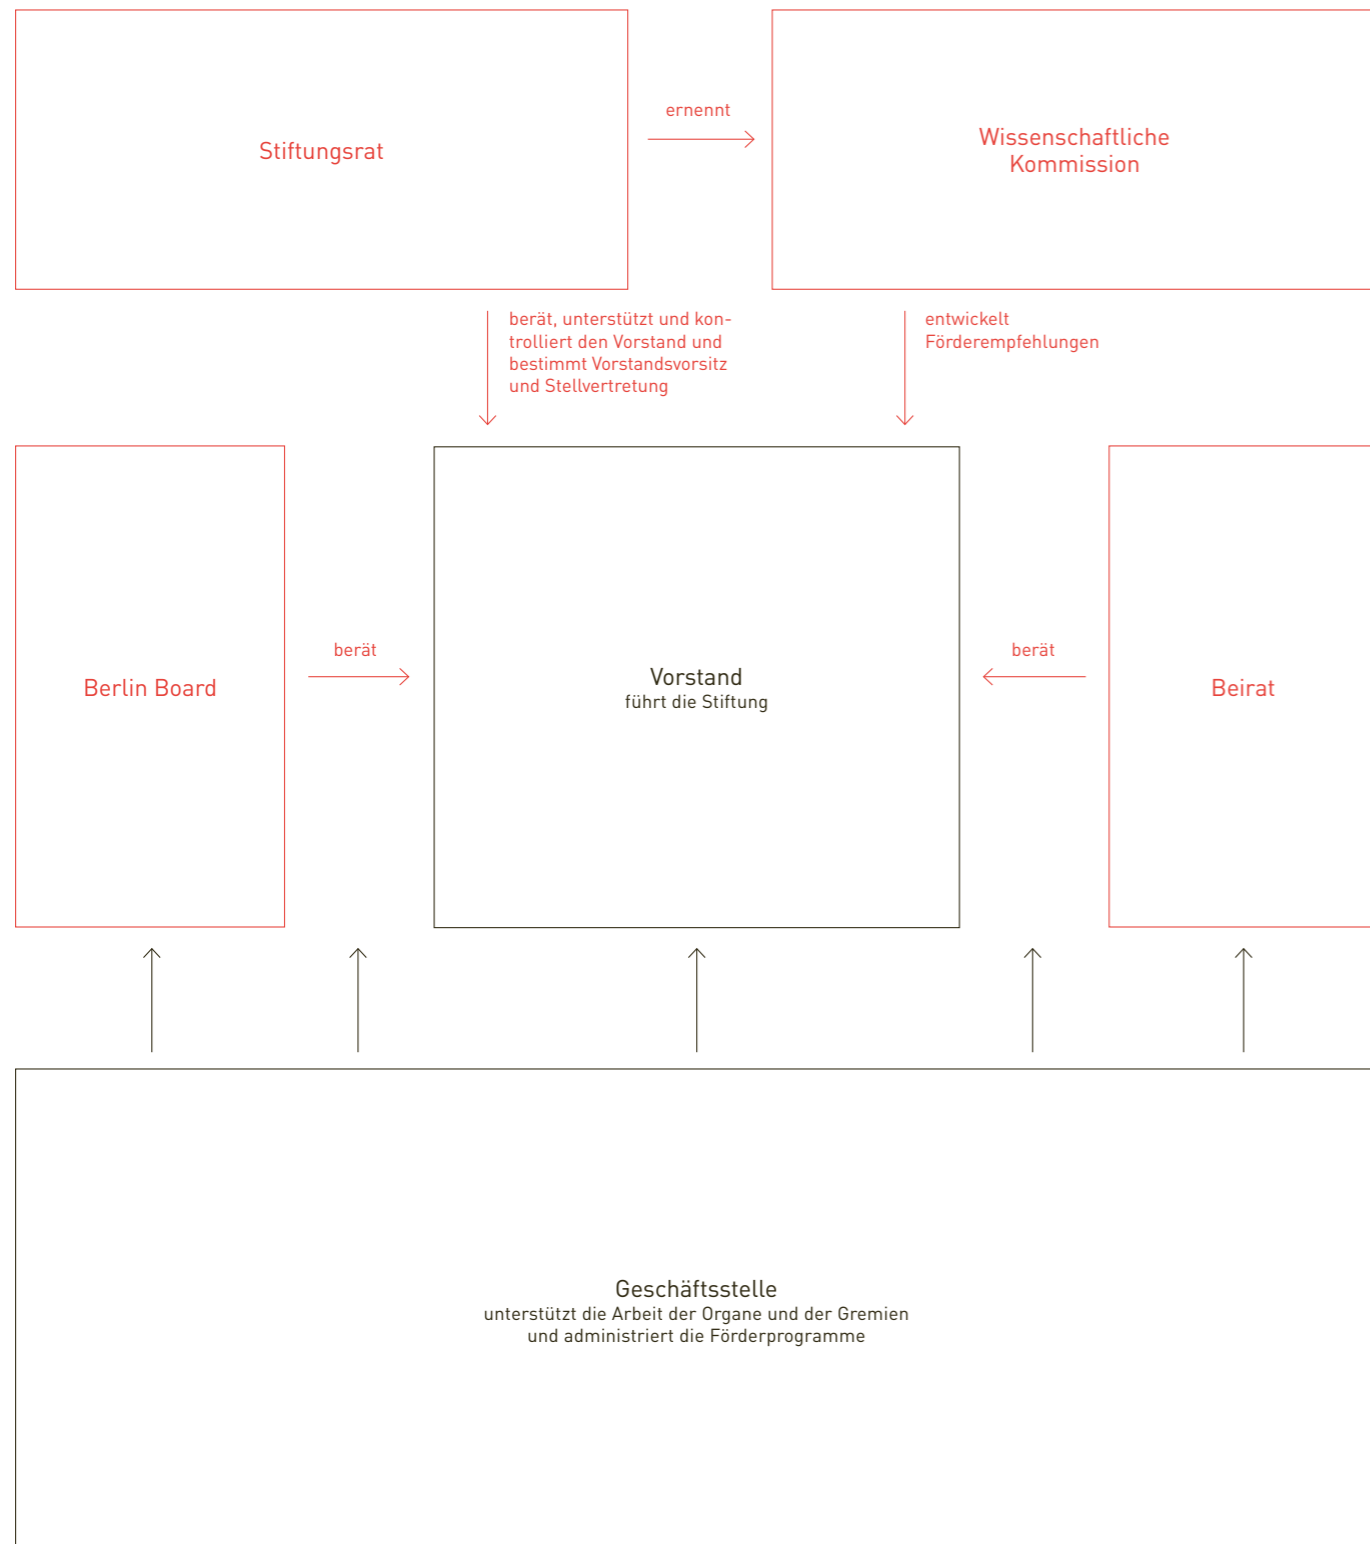 Stiftungsrat
ernennt
Wissenschaftliche
Kommission
berät, unterstützt und kon-
trolliert den Vorstand und
bestimmt Vorstandsvorsitz
und Stellvertretung
entwickelt
Förderempfehlungen
Berlin Board
berät
Vorstand
führt die Stiftung
berät
Beirat
Geschäftsstelle
unterstützt die Arbeit der Organe und der Gremien
und administriert die Förderprogramme